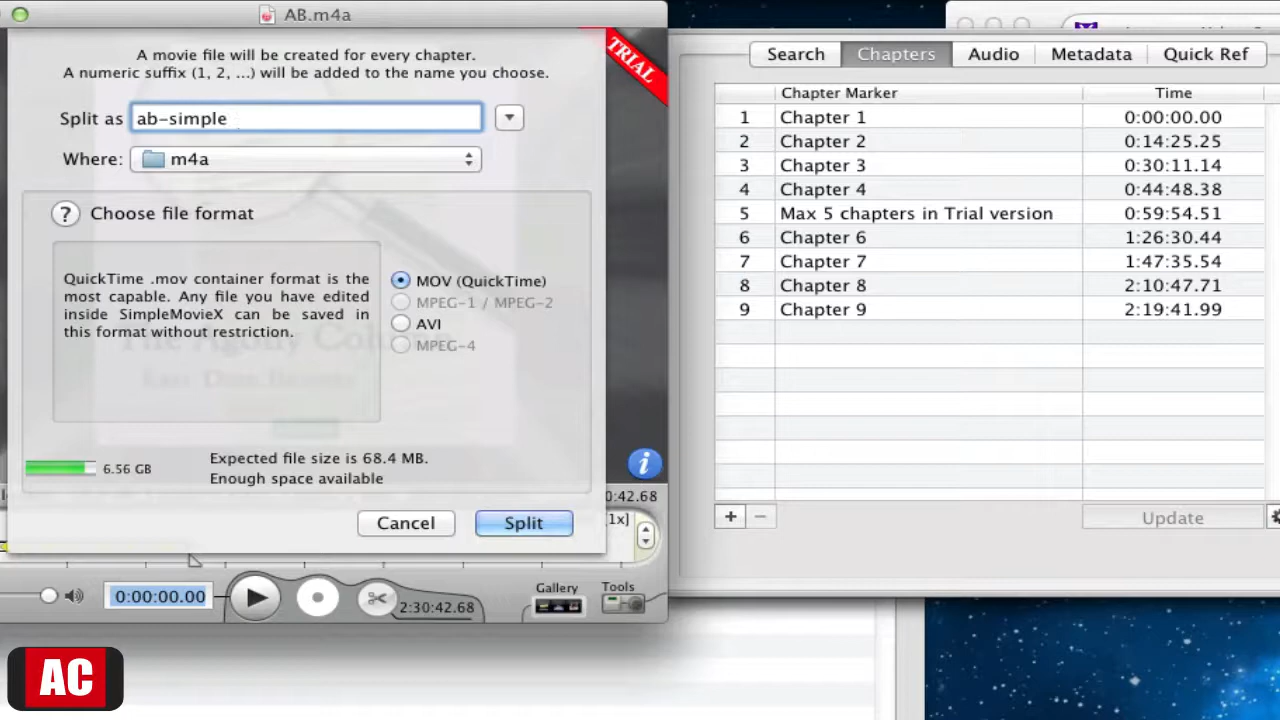 AB.m4a
A movie file will be created for every chapter.
A numeric suffix (1, 2, ...) will be added to the name you choose.
TRIAL
Split as ab-simple
Where: m4a
? Choose file format
QuickTime .mov container format is the
most capable. Any file you have edited
inside SimpleMovieX can be saved in
this format without restriction.
MOV (QuickTime)
MPEG-1 / MPEG-2
AVI
MPEG-4
6.56 GB
Expected file size is 68.4 MB.
Enough space available
i
Cancel Split
0:42.68
1x]
0:00:00.00
2:30:42.68
Gallery Tools
Search Chapters Audio Metadata Quick Ref
Chapter Marker Time
1 Chapter 1 0:00:00.00
2 Chapter 2 0:14:25.25
3 Chapter 3 0:30:11.14
4 Chapter 4 0:44:48.38
5 Max 5 chapters in Trial version 0:59:54.51
6 Chapter 6 1:26:30.44
7 Chapter 7 1:47:35.54
8 Chapter 8 2:10:47.71
9 Chapter 9 2:19:41.99
+ − Update
AC